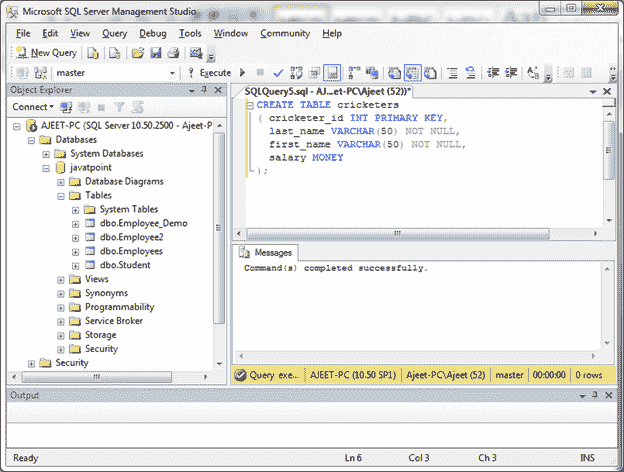 Microsoft SQL Server Management Studio
File Edit View Query Debug Tools Window Community Help
New Query
master Execute
Object Explorer
Connect
AJEET-PC (SQL Server 10.50.2500 - Ajeet-P
Databases
System Databases
javatpoint
Database Diagrams
Tables
System Tables
dbo.Employee_Demo
dbo.Employee2
dbo.Employees
dbo.Student
Views
Synonyms
Programmability
Service Broker
Storage
Security
Security
SQLQuery5.sql - AJ...et-PC\Ajeet (52))*
CREATE TABLE cricketers
( cricketer_id INT PRIMARY KEY,
last_name VARCHAR(50) NOT NULL,
first_name VARCHAR(50) NOT NULL,
salary MONEY
);
Messages
Command(s) completed successfully.
Query exe... AJEET-PC (10.50 SP1) Ajeet-PC\Ajeet (52) master 00:00:00 0 rows
Output
Ready Ln 6 Col 3 Ch 3 INS